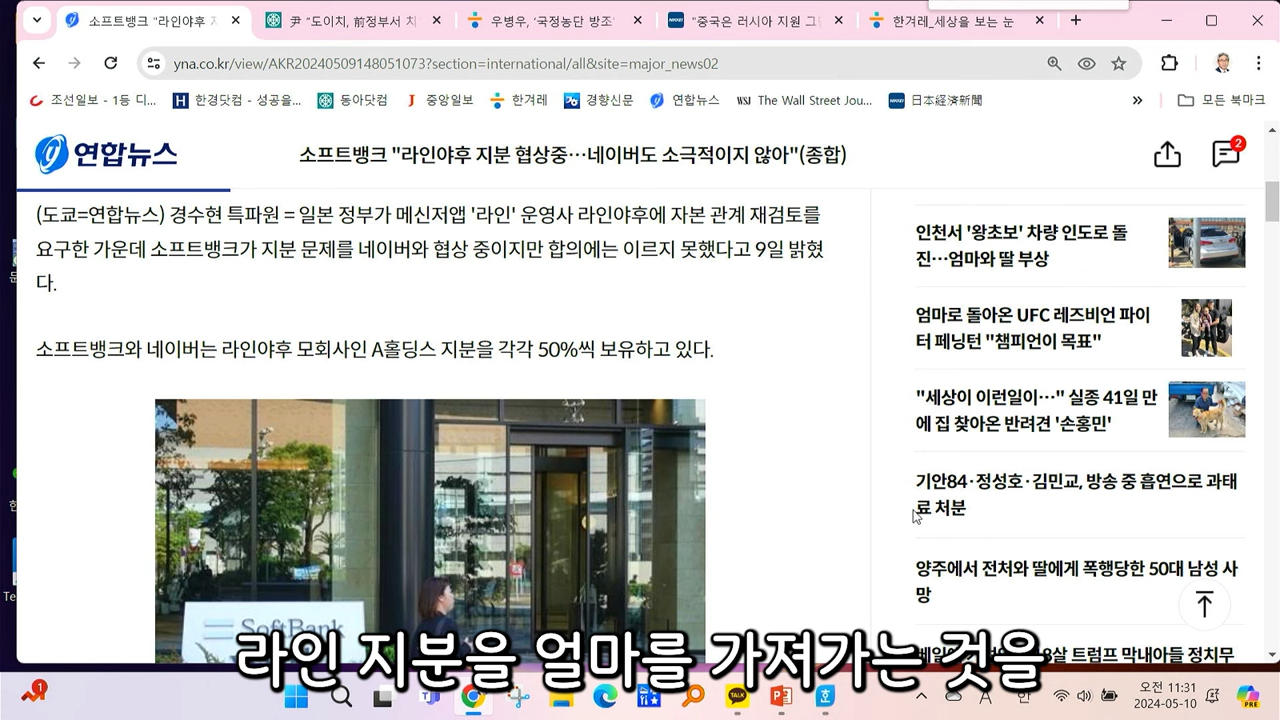 소프트뱅크 "라인야후 지
尹 "도이치, 前정부서 치
우병우, '국정농단 방조'
"중국은 러시아 지원 그만
한겨레_세상을 보는 눈
yna.co.kr/view/AKR20240509148051073?section=international/all&site=major_news02
조선일보 - 1등 디...
한경닷컴 - 성공을...
동아닷컴
중앙일보
한겨레
경향신문
연합뉴스
WSJ The Wall Street Jou...
日本経済新聞
모든 북마크
연합뉴스
소프트뱅크 "라인야후 지분 협상중…네이버도 소극적이지 않아"(종합)
2
(도쿄=연합뉴스) 경수현 특파원 = 일본 정부가 메신저앱 '라인' 운영사 라인야후에 자본 관계 재검토를
요구한 가운데 소프트뱅크가 지분 문제를 네이버와 협상 중이지만 합의에는 이르지 못했다고 9일 밝혔
다.
소프트뱅크와 네이버는 라인야후 모회사인 A홀딩스 지분을 각각 50%씩 보유하고 있다.
SoftBank
인천서 '왕초보' 차량 인도로 돌
진…엄마와 딸 부상
엄마로 돌아온 UFC 레즈비언 파이
터 페닝턴 "챔피언이 목표"
"세상이 이런일이…" 실종 41일 만
에 집 찾아온 반려견 '손홍민'
기안84·정성호·김민교, 방송 중 흡연으로 과태
료 처분
양주에서 전처와 딸에게 폭행당한 50대 남성 사
망
트럼프 막내아들 정치무
라인 지분을 얼마를 가져가는 것을
1
TALK
오전 11:31
2024-05-10
PRE